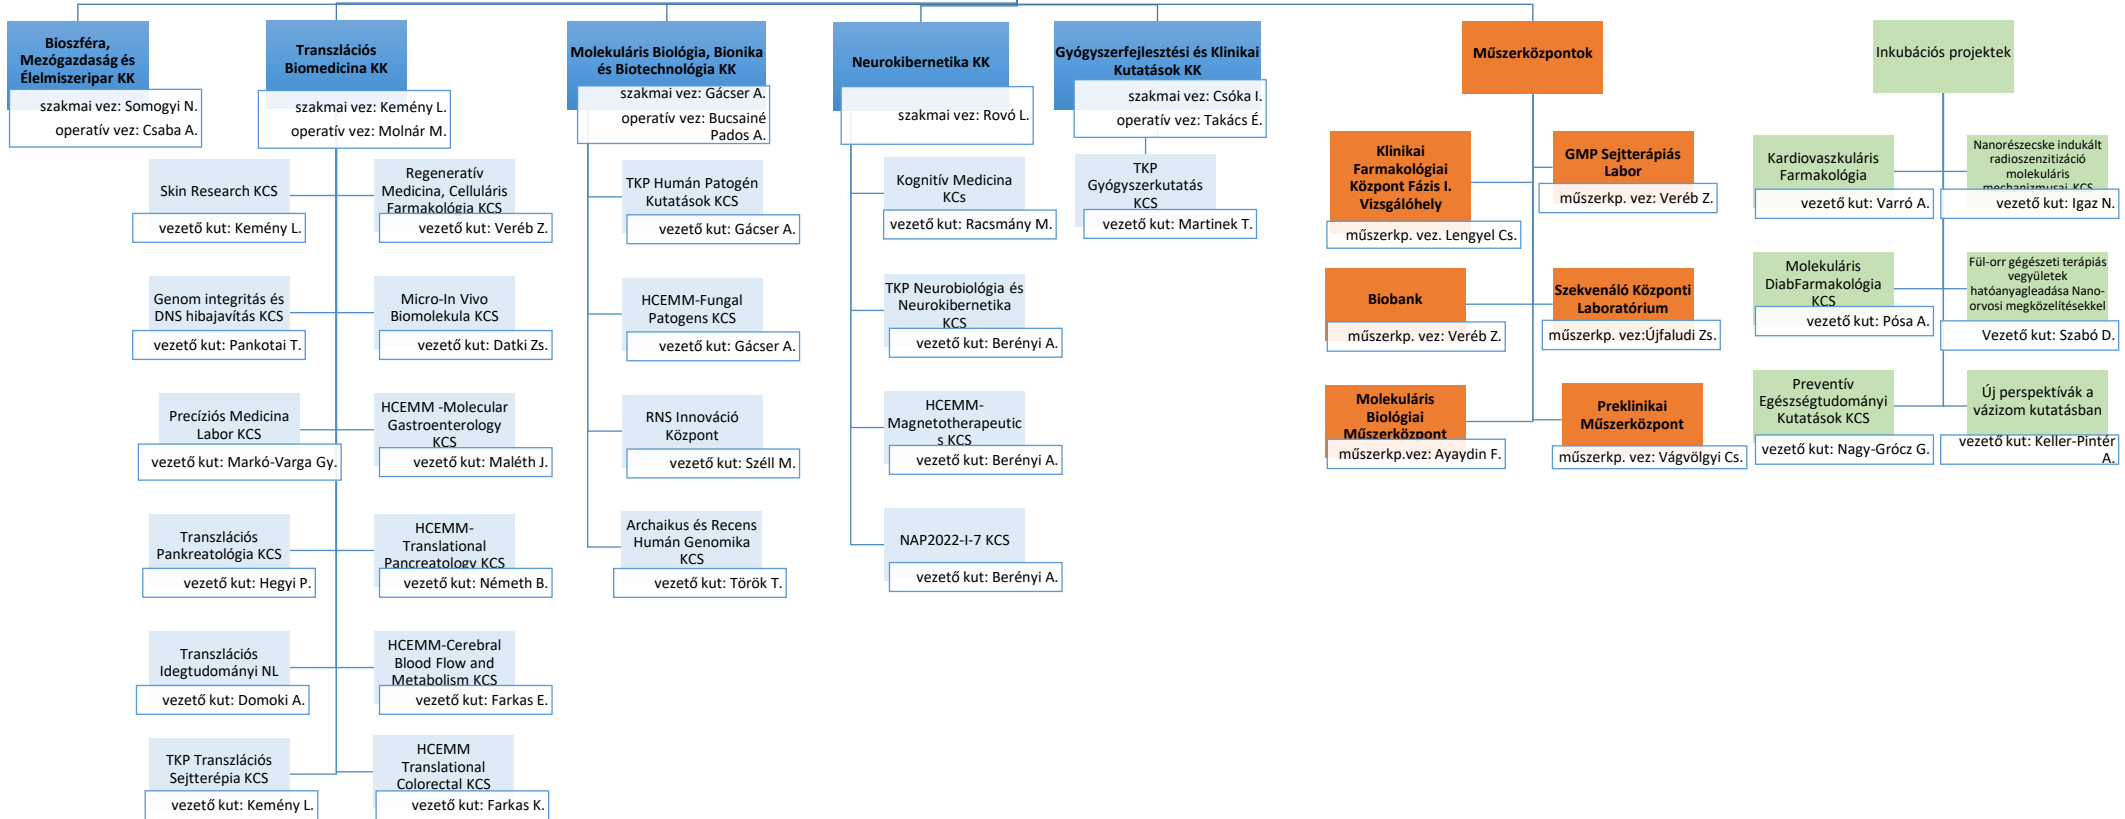 Bioszféra,
Mezógazdaság és
Élelmiszeripar KK
szakmai vez: Somogyi N.
operatív vez: Csaba A.
Transzlációs
Biomedicina KK
szakmai vez: Kemény L.
operatív vez: Molnár M.
Skin Research KCS
vezető kut: Kemény L.
Regeneratív
Medicina, Celluláris
Farmakológia KCS
vezető kut: Veréb Z.
Genom integritás és
DNS hibajavítás KCS
vezető kut: Pankotai T.
Micro-In Vivo
Biomolekula KCS
vezető kut: Datki Zs.
Precíziós Medicina
Labor KCS
vezető kut: Markó-Varga Gy.
HCEMM -Molecular
Gastroenterology
KCS
vezető kut: Maléth J.
Transzlációs
Pankreatológia KCS
vezető kut: Hegyi P.
HCEMM-
Translational
Pancreatology KCS
vezető kut: Németh B.
Transzlációs
Idegtudományi NL
vezető kut: Domoki A.
HCEMM-Cerebral
Blood Flow and
Metabolism KCS
vezető kut: Farkas E.
TKP Transzlációs
Sejtterépia KCS
vezető kut: Kemény L.
HCEMM
Translational
Colorectal KCS
vezető kut: Farkas K.
Molekuláris Biológia, Bionika
és Biotechnológia KK
szakmai vez: Gácser A.
operatív vez: Bucsainé
Pados A.
TKP Humán Patogén
Kutatások KCS
vezető kut: Gácser A.
HCEMM-Fungal
Patogens KCS
vezető kut: Gácser A.
RNS Innováció
Központ
vezető kut: Széll M.
Archaikus és Recens
Humán Genomika
KCS
vezető kut: Török T.
Neurokibernetika KK
szakmai vez: Rovó L.
Kognitív Medicina
KCs
vezető kut: Racsmány M.
TKP Neurobiológia és
Neurokibernetika
KCS
vezető kut: Berényi A.
HCEMM-
Magnetotherapeutic
s KCS
vezető kut: Berényi A.
NAP2022-I-7 KCS
vezető kut: Berényi A.
Gyógyszerfejlesztési és Klinikai
Kutatások KK
szakmai vez: Csóka I.
operatív vez: Takács É.
TKP
Gyógyszerkutatás
KCS
vezető kut: Martinek T.
Műszerközpontok
Klinikai
Farmakológiai
Központ Fázis I.
Vizsgálóhely
műszerkp. vez. Lengyel Cs.
GMP Sejtterápiás
Labor
műszerkp. vez: Veréb Z.
Biobank
műszerkp. vez: Veréb Z.
Szekvenáló Központi
Laboratórium
műszerkp. vez:Újfaludi Zs.
Molekuláris
Biológiai
Műszerközpont
műszerkp.vez: Ayaydin F.
Preklinikai
Műszerközpont
műszerkp. vez: Vágvölgyi Cs.
Inkubációs projektek
Kardiovaszkuláris
Farmakológia
vezető kut: Varró A.
Nanorészecske indukált
radioszenzitizáció
molekuláris
mechanizmusai KCS
vezető kut: Igaz N.
Molekuláris
DiabFarmakológia
KCS
vezető kut: Pósa A.
Fül-orr gégészeti terápiás
vegyületek
hatóanyagleadása Nano-
orvosi megközelítésekkel
Vezető kut: Szabó D.
Preventív
Egészségtudományi
Kutatások KCS
vezető kut: Nagy-Grócz G.
Új perspektívák a
vázizom kutatásban
vezető kut: Keller-Pintér
A.